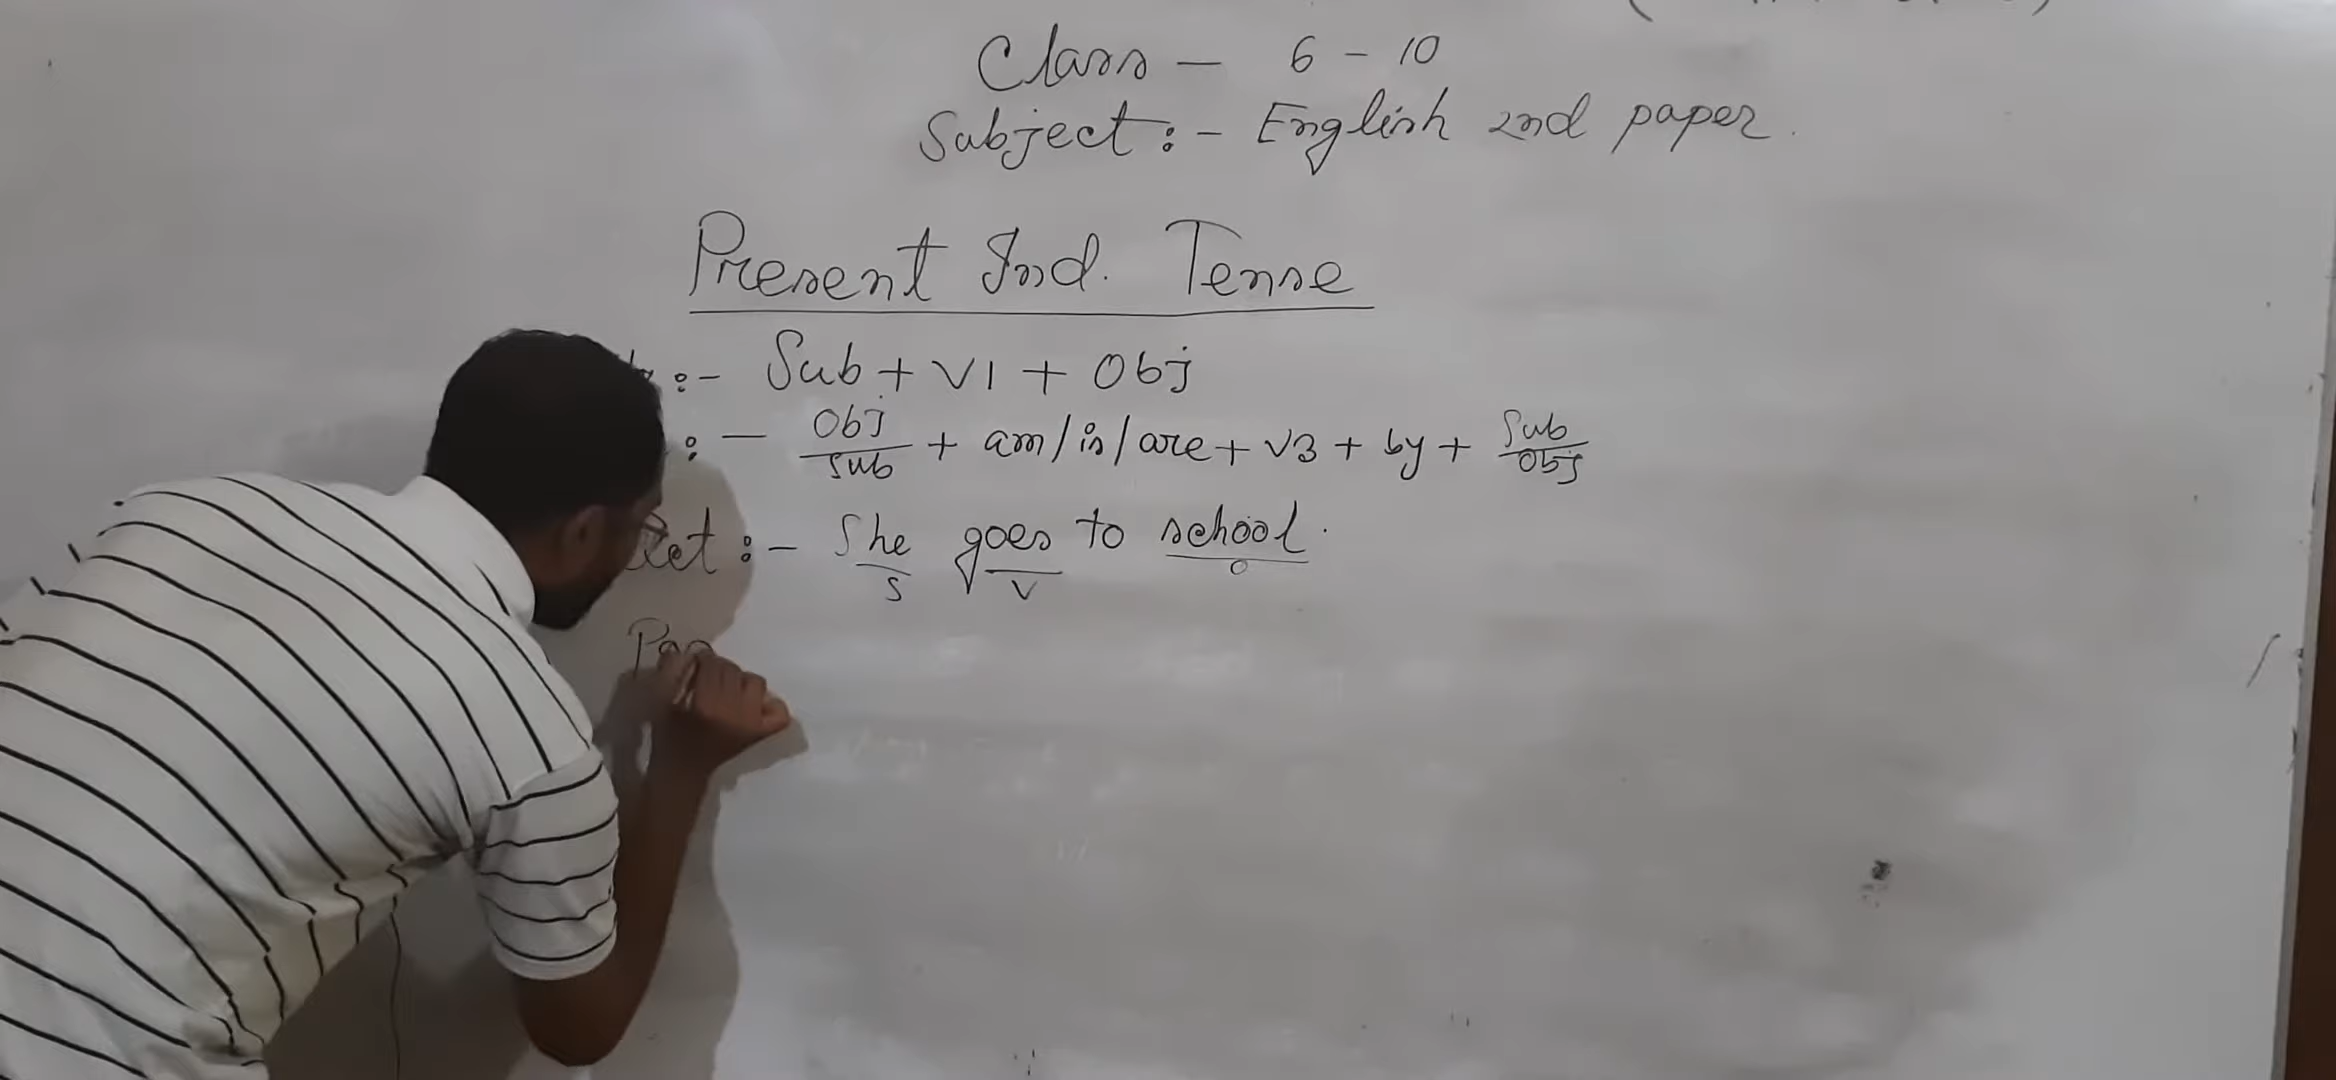 Class - 6 - 10
Subject:- English 2nd paper.
Present Ind. Tense
:- Sub + V1 + Obj
:- Obj/sub + am/is/are + V3 + by + Sub/obj
:- She goes to school.
S V O